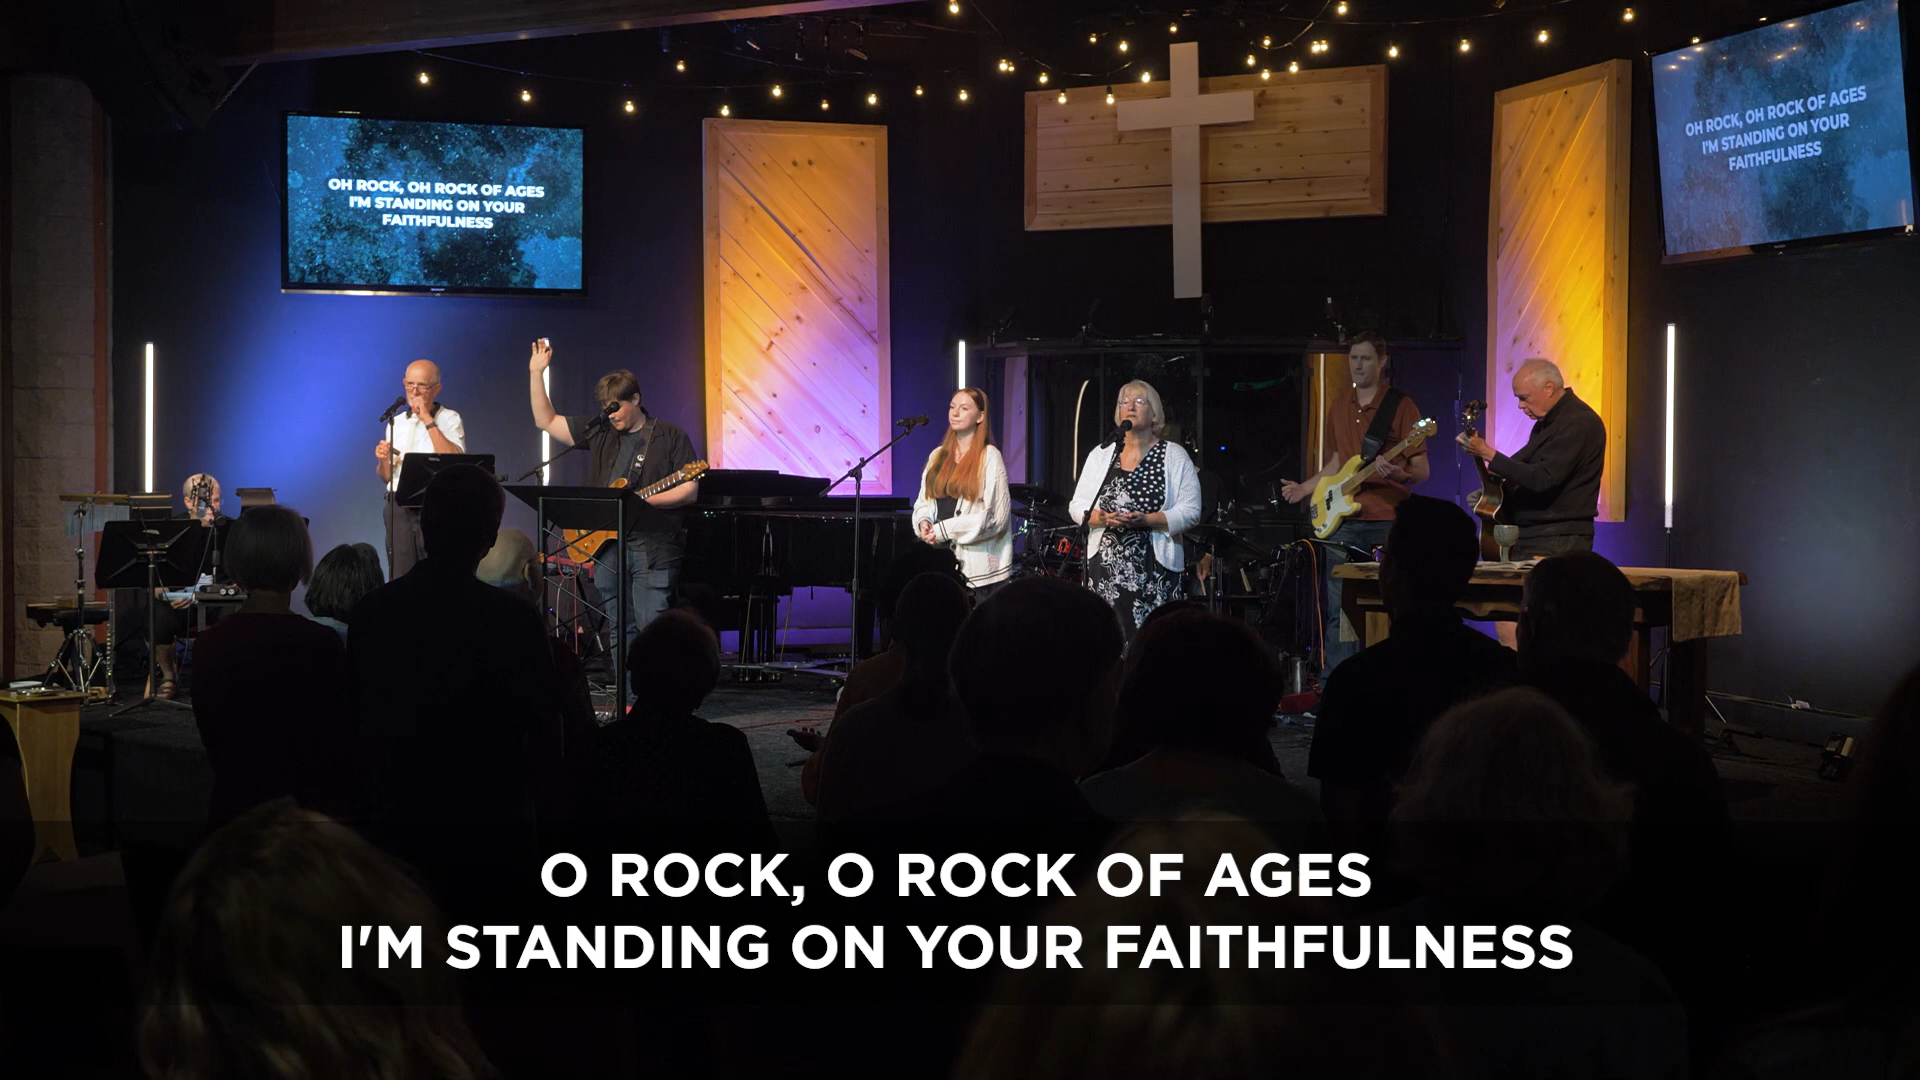 OH ROCK, OH ROCK OF AGES
I'M STANDING ON YOUR
FAITHFULNESS
OH ROCK, OH ROCK OF AGES
I'M STANDING ON YOUR
FAITHFULNESS
O ROCK, O ROCK OF AGES
I'M STANDING ON YOUR FAITHFULNESS